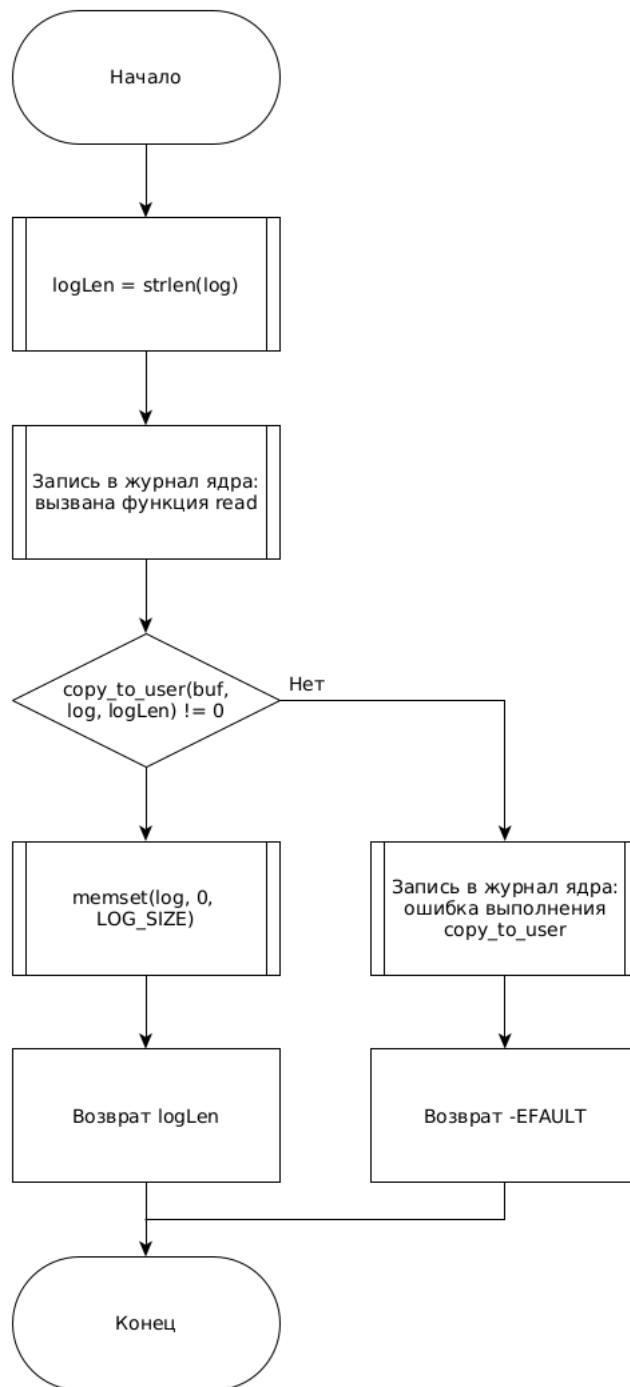 Начало
logLen = strlen(log)
Запись в журнал ядра:
вызвана функция read
copy_to_user(buf,
log, logLen) != 0
Нет
memset(log, 0,
LOG_SIZE)
Запись в журнал ядра:
ошибка выполнения
copy_to_user
Возврат logLen
Возврат -EFAULT
Конец